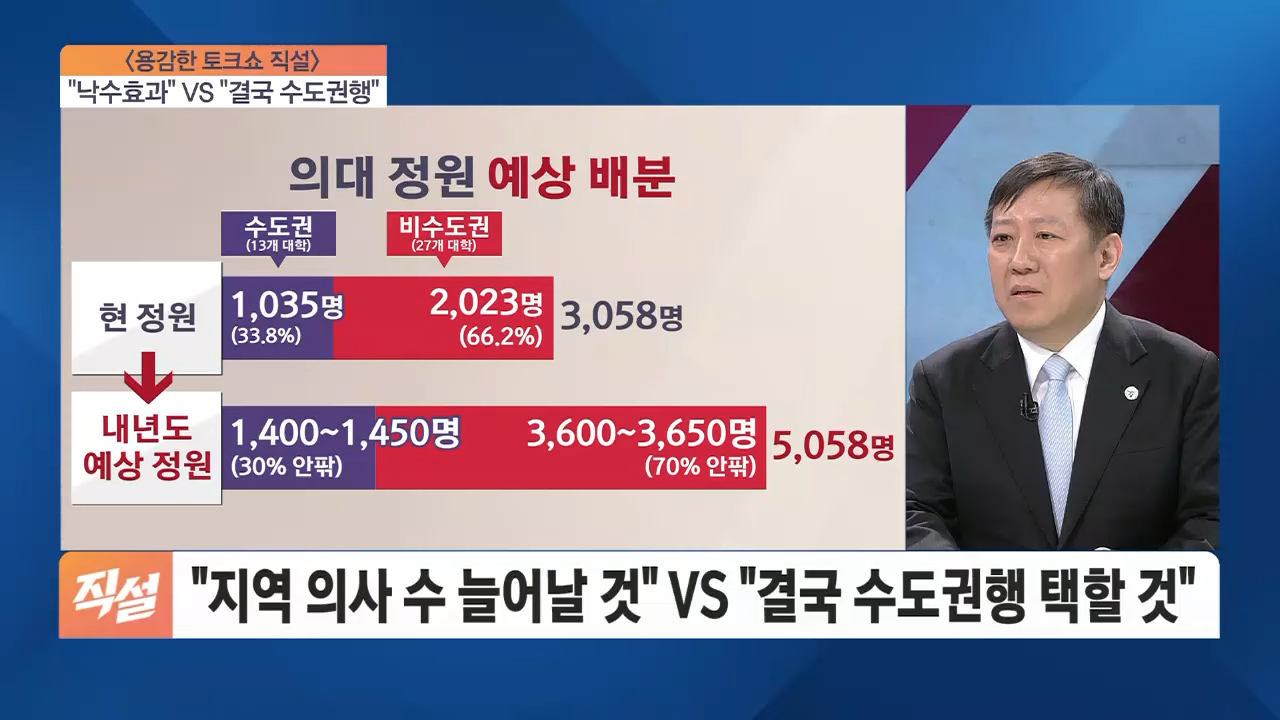 <용감한 토크쇼 직설>
"낙수효과" VS "결국 수도권행"
의대 정원 예상 배분
수도권
(13개 대학)
비수도권
(27개 대학)
현 정원
1,035명
(33.8%)
2,023명
(66.2%)
3,058명
내년도
예상 정원
1,400~1,450명
(30% 안팎)
3,600~3,650명
(70% 안팎)
5,058명
직설
"지역 의사 수 늘어날 것" VS "결국 수도권행 택할 것"